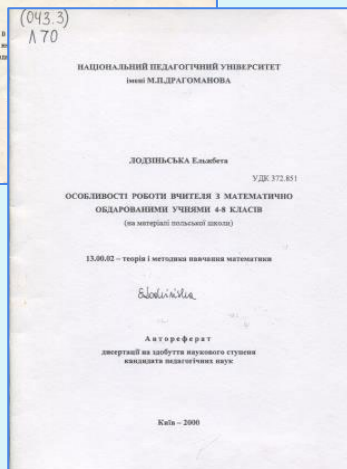 (043.3)
Л 70
НАЦІОНАЛЬНИЙ ПЕДАГОГІЧНИЙ УНІВЕРСИТЕТ
імені М.П.ДРАГОМАНОВА
ЛОДЗІНЬСЬКА Ельжбета
УДК 372.851
ОСОБЛИВОСТІ РОБОТИ ВЧИТЕЛЯ З МАТЕМАТИЧНО
ОБДАРОВАНИМИ УЧНЯМИ 4-8 КЛАСІВ
(на матеріалі польської школи)
13.00.02 – теорія і методика навчання математики
Автореферат
дисертації на здобуття наукового ступеня
кандидата педагогічних наук
Київ – 2000